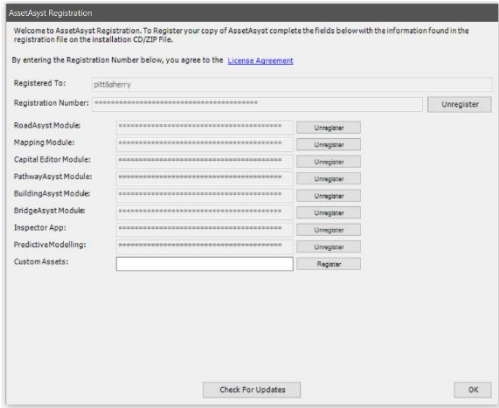 AssetAsyst Registration
Welcome to AssetAsyst Registration. To Register your copy of AssetAsyst complete the fields below with the information found in the
registration file on the installation CD/ZIP File.
By entering the Registration Number below, you agree to the License Agreement
Registered To: pitt&sherry
Registration Number: ****************************************** Unregister
RoadAsyst Module: ****************************************** Unregister
Mapping Module: ****************************************** Unregister
Capital Editor Module: ****************************************** Unregister
PathwayAsyst Module: ****************************************** Unregister
BuildingAsyst Module: ****************************************** Unregister
BridgeAsyst Module: ****************************************** Unregister
Inspector App: ****************************************** Unregister
PredictiveModelling: ****************************************** Unregister
Custom Assets: Register
Check For Updates OK